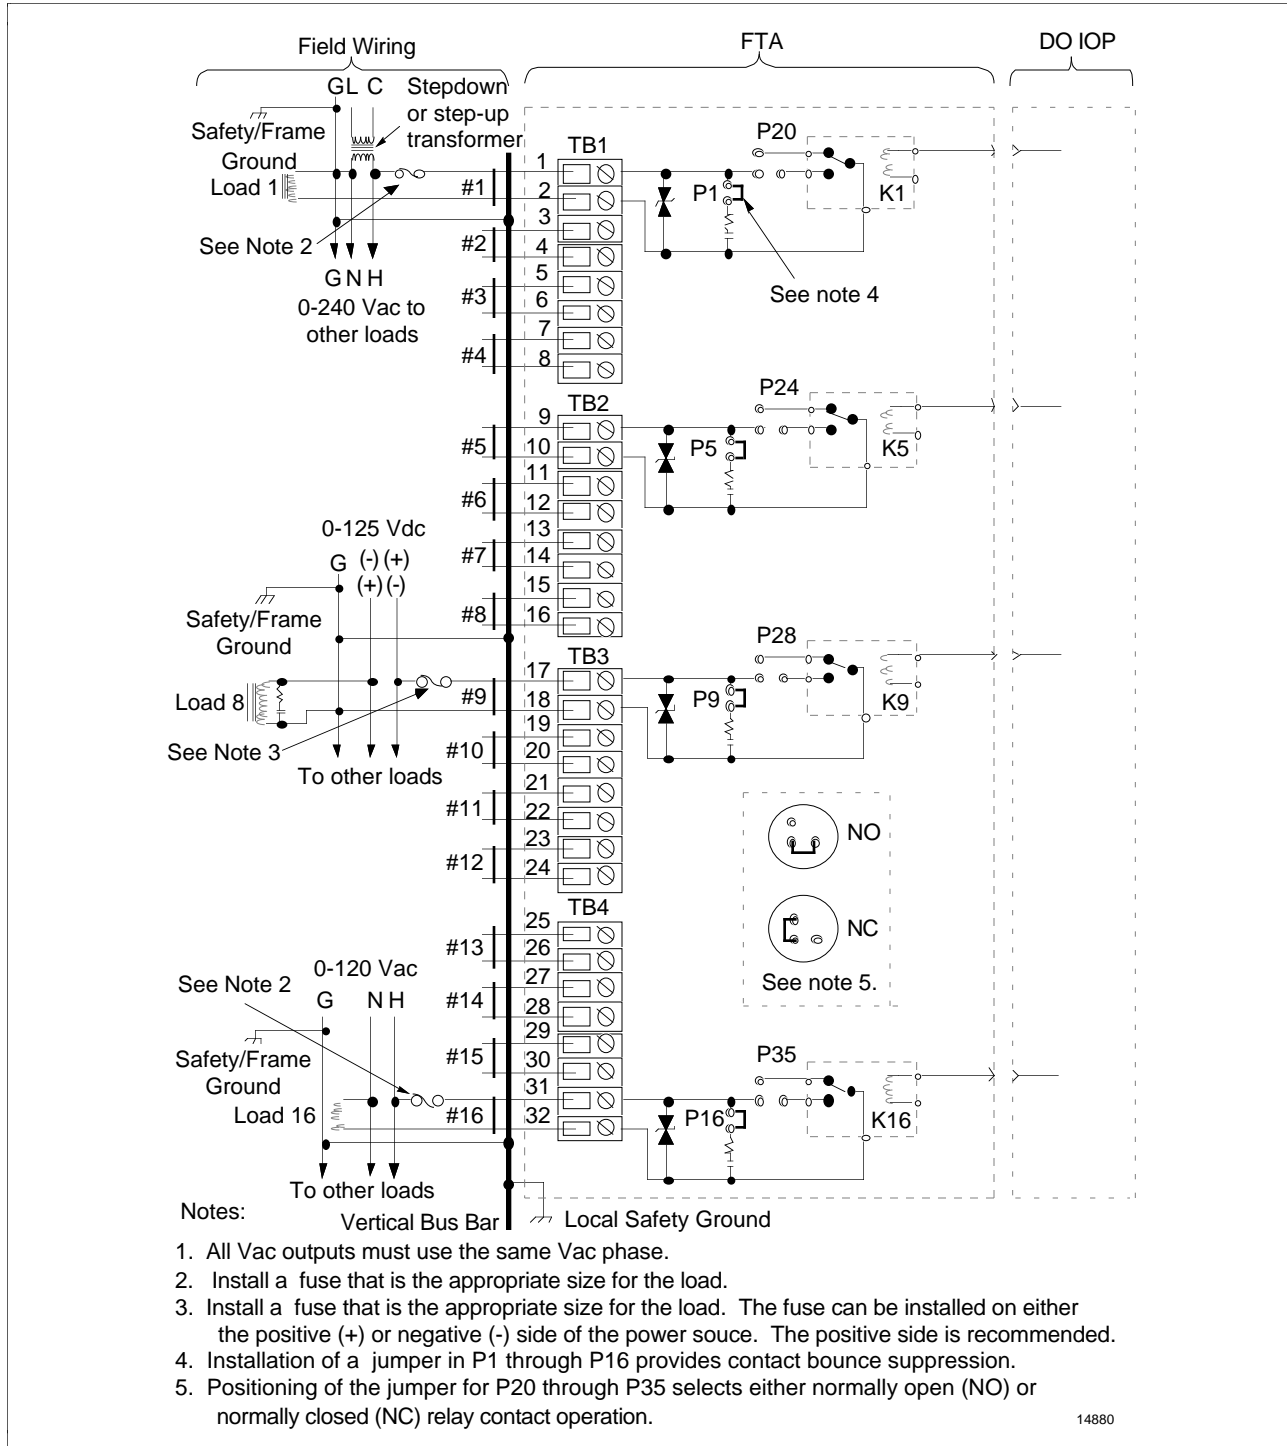 Field Wiring
FTA
DO IOP
G L C
Stepdown
or step-up
transformer
Safety/Frame
Ground
Load 1
See Note 2
G N H
0-240 Vac to
other loads
#1
#2
#3
#4
TB1
1
2
3
4
5
6
7
8
P20
P1
K1
See note 4
#5
#6
#7
#8
TB2
9
10
11
12
13
14
15
16
P24
P5
K5
0-125 Vdc
G (-) (+)
(+) (-)
Safety/Frame
Ground
Load 8
See Note 3
To other loads
#9
#10
#11
#12
TB3
17
18
19
20
21
22
23
24
P28
P9
K9
NO
NC
See note 5.
0-120 Vac
See Note 2
G N H
Safety/Frame
Ground
Load 16
To other loads
#13
#14
#15
#16
TB4
25
26
27
28
29
30
31
32
P35
P16
K16
Vertical Bus Bar
Local Safety Ground
Notes:
1. All Vac outputs must use the same Vac phase.
2. Install a fuse that is the appropriate size for the load.
3. Install a fuse that is the appropriate size for the load. The fuse can be installed on either
the positive (+) or negative (-) side of the power souce. The positive side is recommended.
4. Installation of a jumper in P1 through P16 provides contact bounce suppression.
5. Positioning of the jumper for P20 through P35 selects either normally open (NO) or
normally closed (NC) relay contact operation.
14880